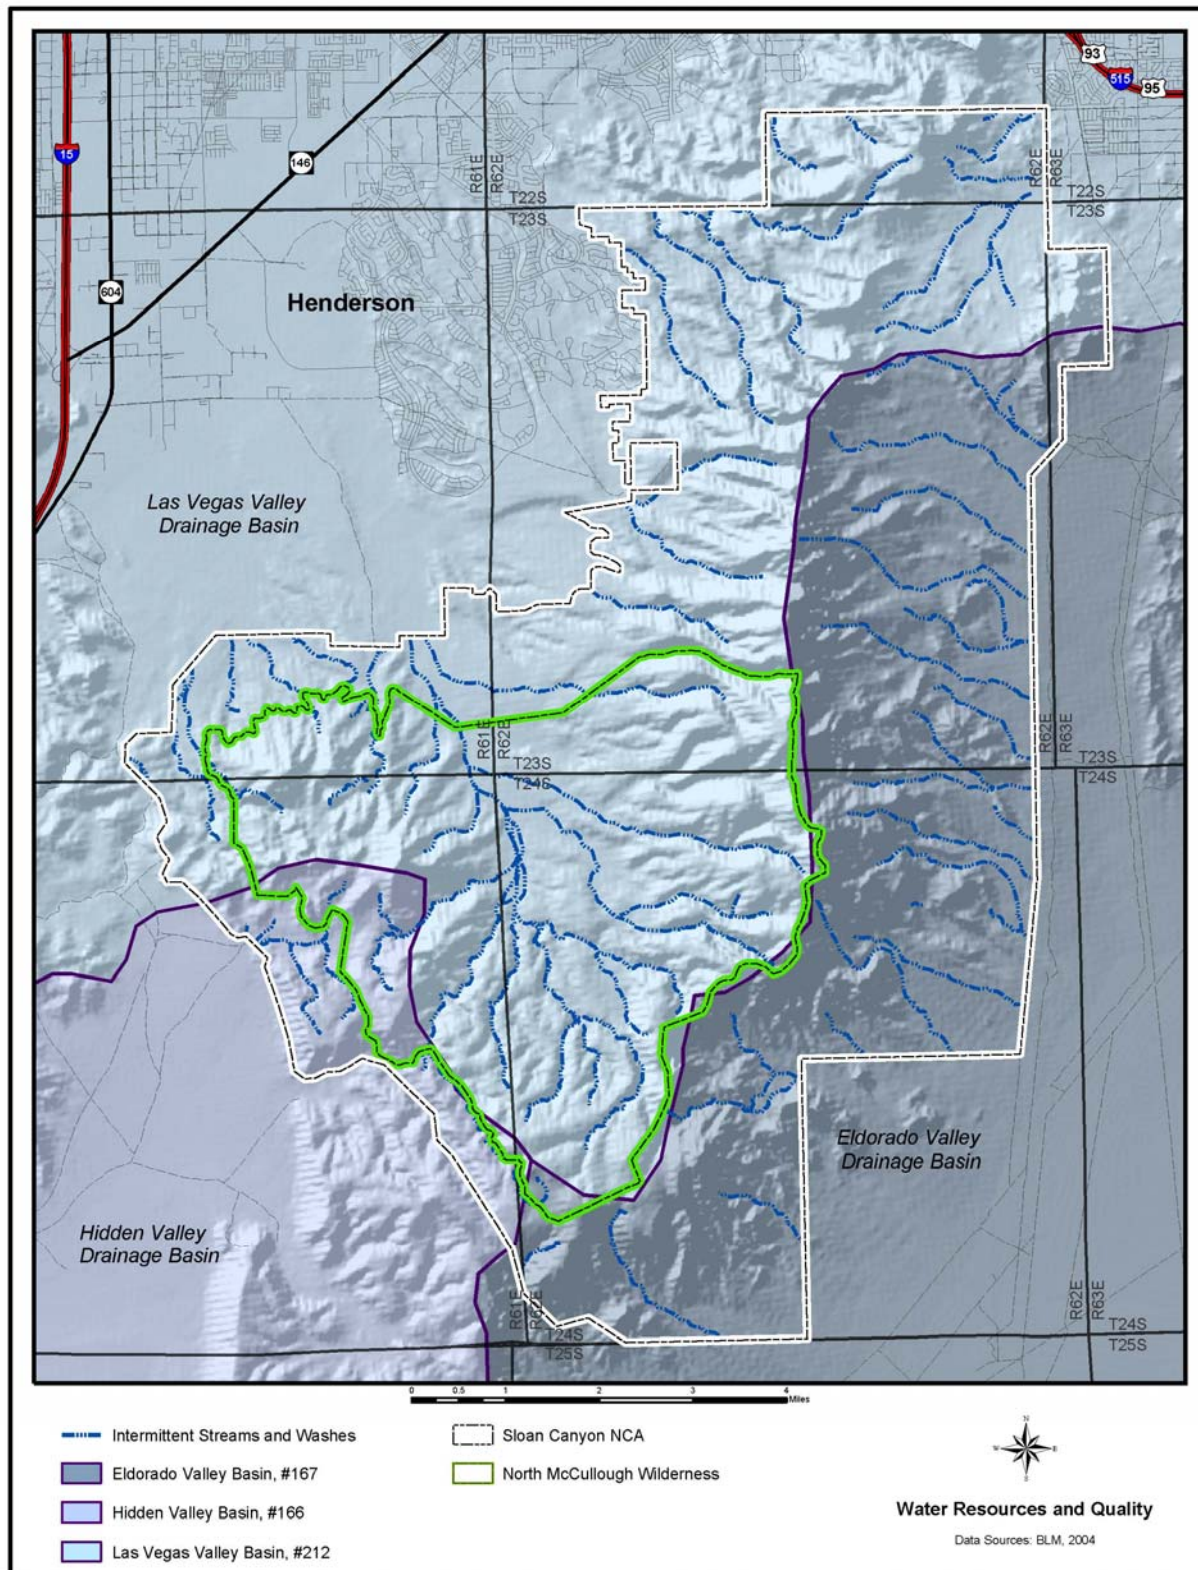 93
515
95
15
146
R61E
R62E
R62E
R63E
T22S
T23S
T22S
T23S
604
Henderson
Las Vegas Valley
Drainage Basin
R61E
R62E
R62E
R63E
T23S
T24S
T23S
T24S
Eldorado Valley
Drainage Basin
Hidden Valley
Drainage Basin
R61E
R62E
R62E
R63E
T24S
T25S
T24S
T25S
0 0.5 1 2 3 4
Miles
Intermittent Streams and Washes
Eldorado Valley Basin, #167
Hidden Valley Basin, #166
Las Vegas Valley Basin, #212
Sloan Canyon NCA
North McCullough Wilderness
N
W E
S
Water Resources and Quality
Data Sources: BLM, 2004